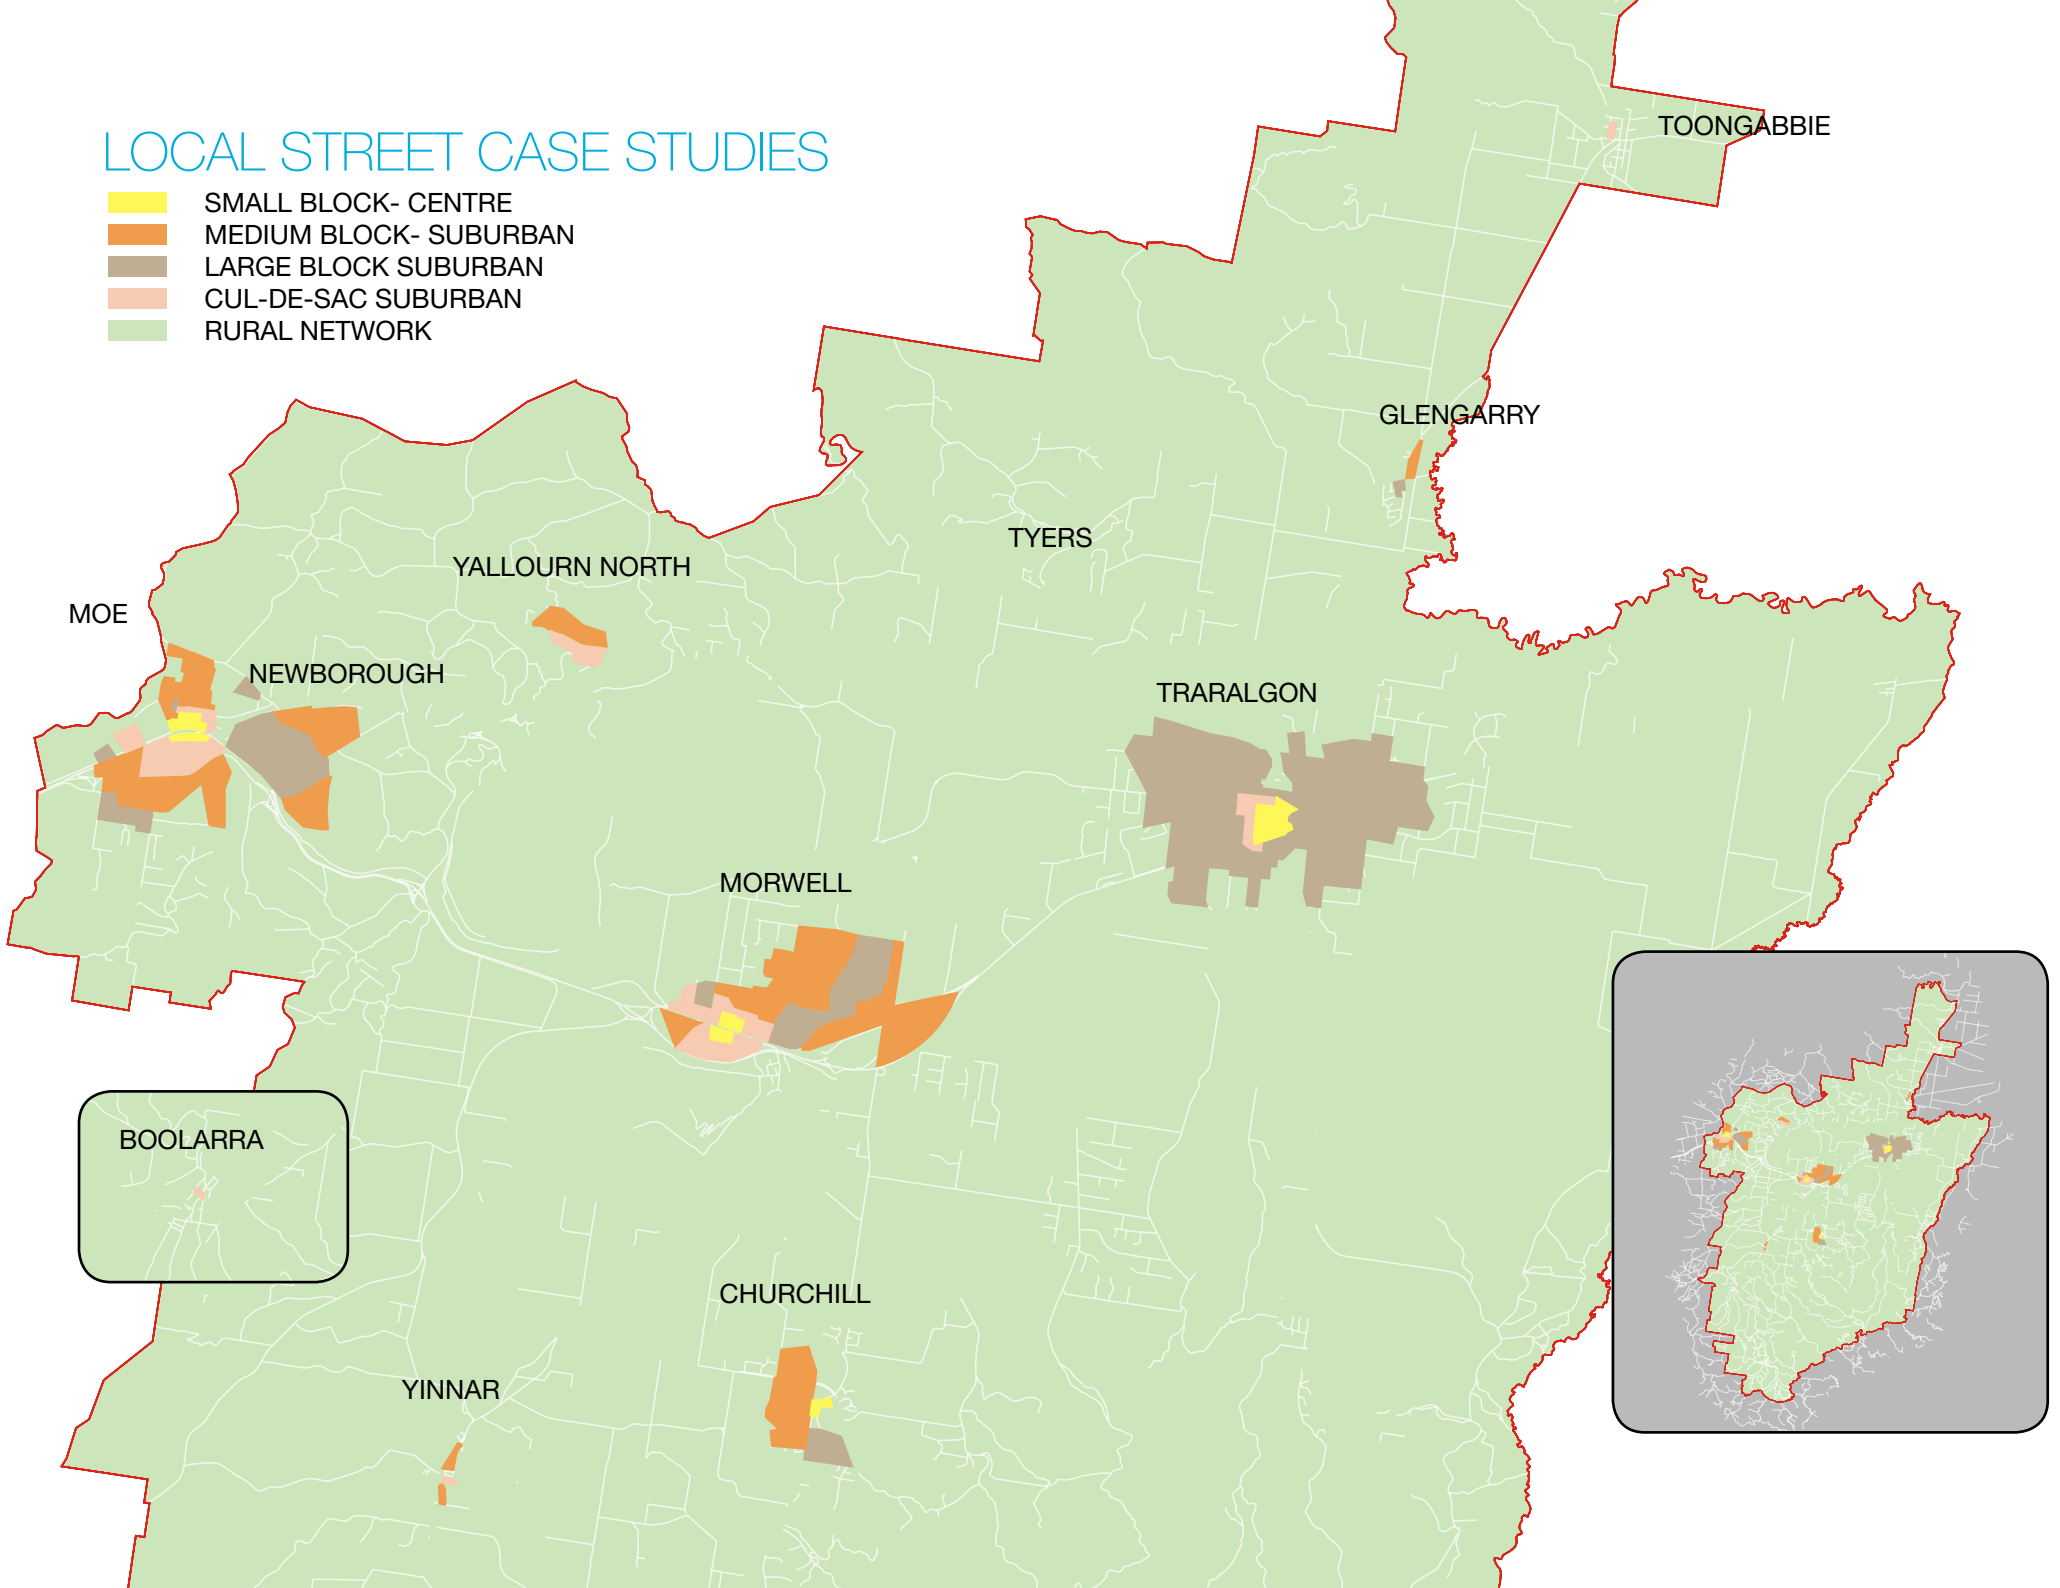 LOCAL STREET CASE STUDIES
SMALL BLOCK- CENTRE
MEDIUM BLOCK- SUBURBAN
LARGE BLOCK SUBURBAN
CUL-DE-SAC SUBURBAN
RURAL NETWORK
TOONGABBIE
GLENGARRY
TYERS
YALLOURN NORTH
MOE
NEWBOROUGH
TRARALGON
MORWELL
BOOLARRA
CHURCHILL
YINNAR